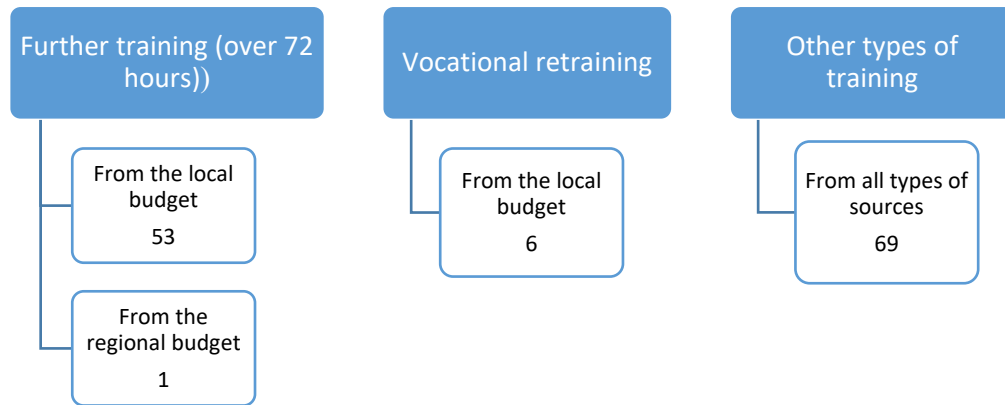 Further training (over 72
hours))
From the local
budget
53
From the
regional budget
1
Vocational retraining
From the local
budget
6
Other types of
training
From all types of
sources
69